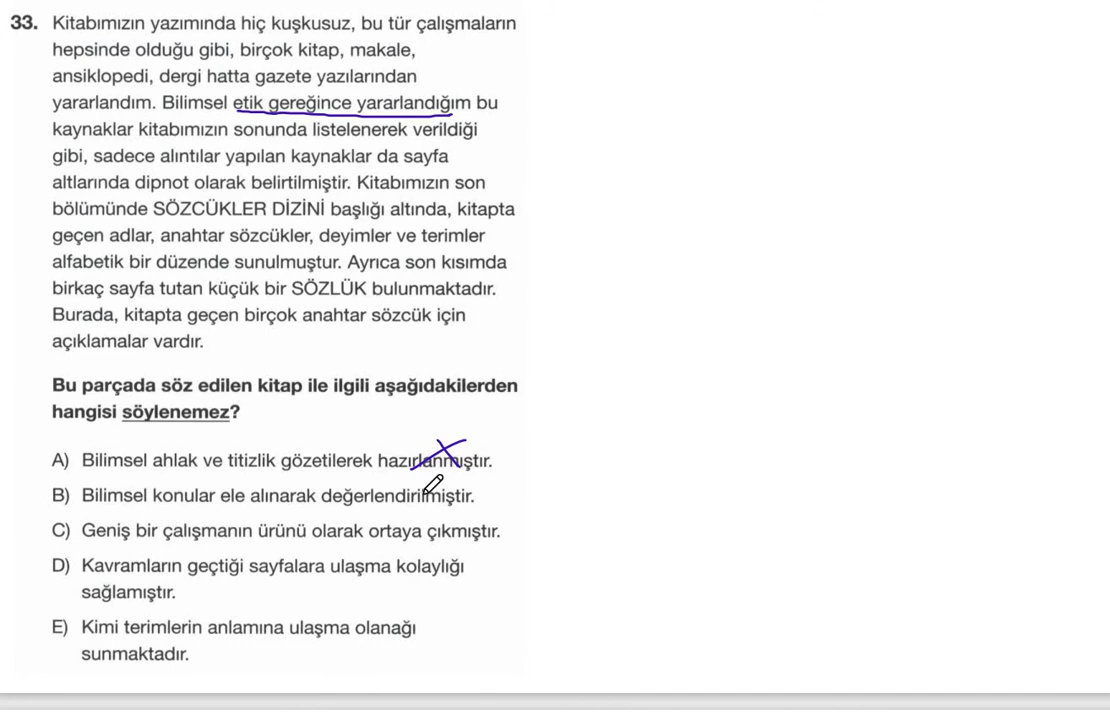 33. Kitabımızın yazımında hiç kuşkusuz, bu tür çalışmaların
hepsinde olduğu gibi, birçok kitap, makale,
ansiklopedi, dergi hatta gazete yazılarından
yararlandım. Bilimsel etik gereğince yararlandığım bu
kaynaklar kitabımızın sonunda listelenerek verildiği
gibi, sadece alıntılar yapılan kaynaklar da sayfa
altlarında dipnot olarak belirtilmiştir. Kitabımızın son
bölümünde SÖZCÜKLER DİZİNİ başlığı altında, kitapta
geçen adlar, anahtar sözcükler, deyimler ve terimler
alfabetik bir düzende sunulmuştur. Ayrıca son kısımda
birkaç sayfa tutan küçük bir SÖZLÜK bulunmaktadır.
Burada, kitapta geçen birçok anahtar sözcük için
açıklamalar vardır.
Bu parçada söz edilen kitap ile ilgili aşağıdakilerden
hangisi söylenemez?
A) Bilimsel ahlak ve titizlik gözetilerek hazırlanmıştır.
B) Bilimsel konular ele alınarak değerlendirilmiştir.
C) Geniş bir çalışmanın ürünü olarak ortaya çıkmıştır.
D) Kavramların geçtiği sayfalara ulaşma kolaylığı
sağlamıştır.
E) Kimi terimlerin anlamına ulaşma olanağı
sunmaktadır.